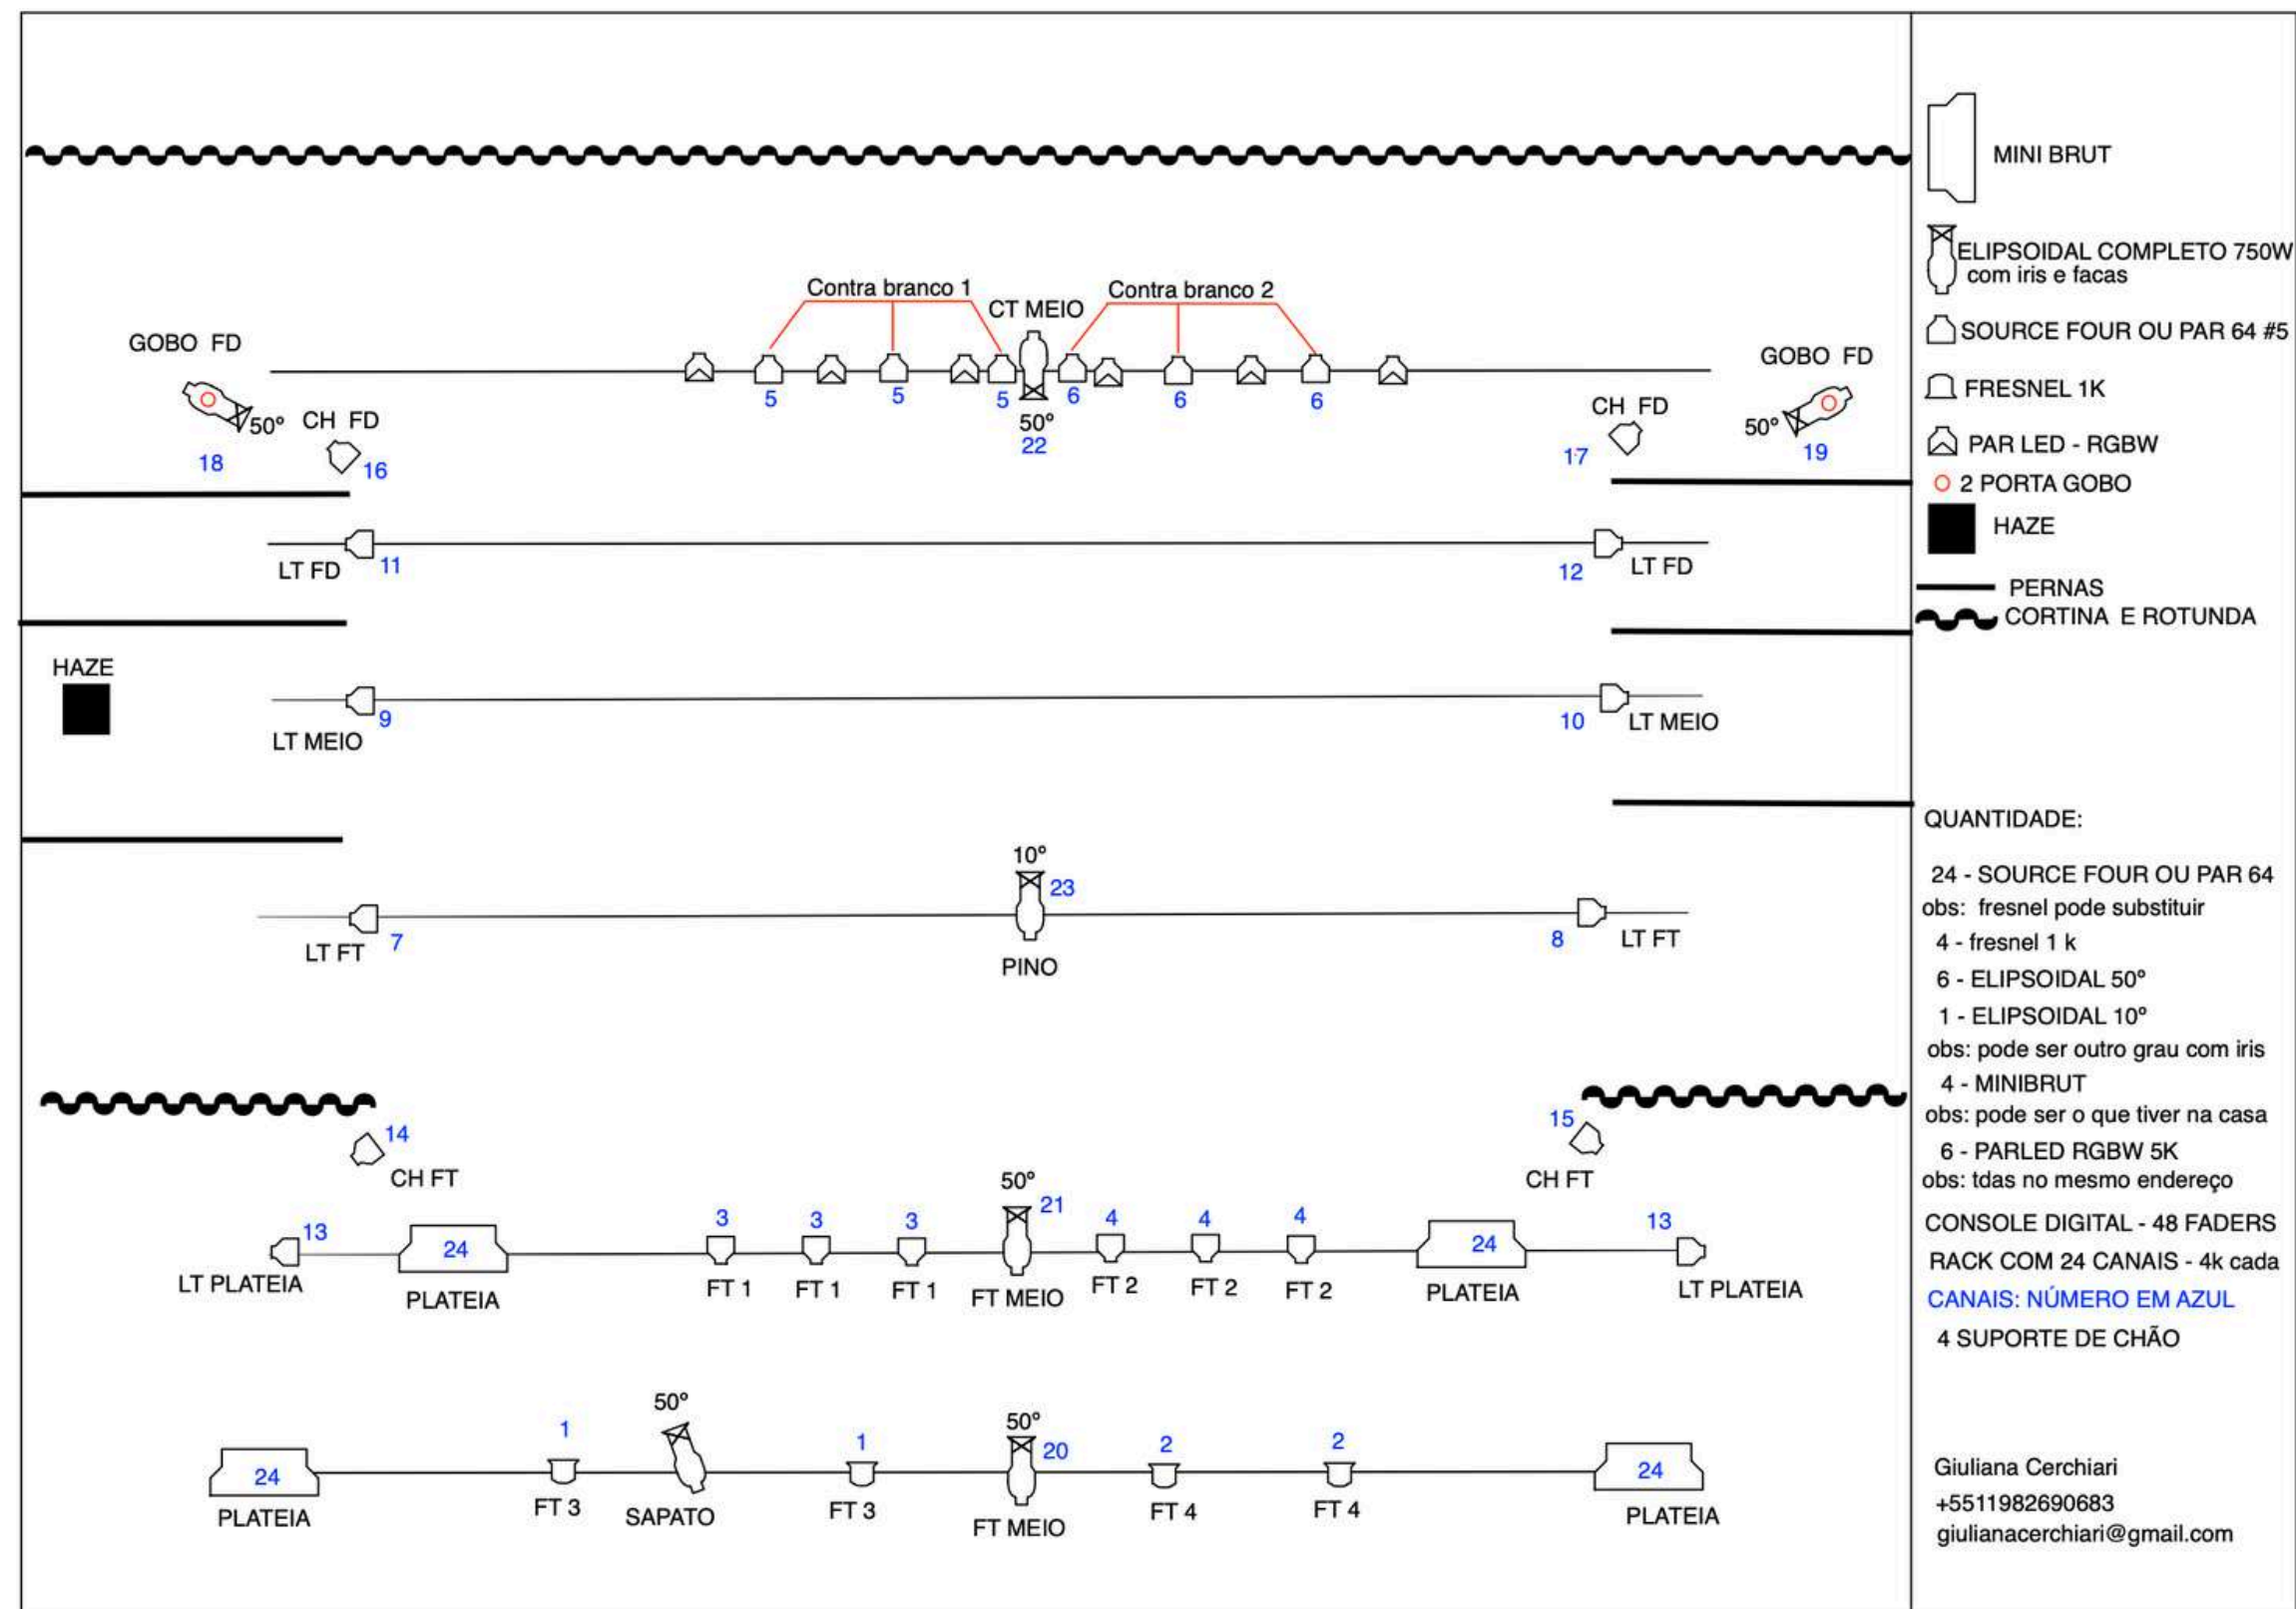 Contra branco 1
Contra branco 2
CT MEIO
GOBO FD
GOBO FD
5
5
5
6
6
6
50º
22
50º
CH FD
18
16
CH FD
50º
17
19
LT FD
11
12
LT FD
HAZE
LT MEIO
9
10
LT MEIO
10º
23
LT FT
7
PINO
8
LT FT
14
CH FT
15
CH FT
50º
21
13
24
3
3
3
4
4
4
24
13
LT PLATEIA
PLATEIA
FT 1
FT 1
FT 1
FT MEIO
FT 2
FT 2
FT 2
PLATEIA
LT PLATEIA
50º
50º
24
1
1
20
2
2
24
PLATEIA
FT 3
SAPATO
FT 3
FT MEIO
FT 4
FT 4
PLATEIA
MINI BRUT
ELIPSOIDAL COMPLETO 750W
com iris e facas
SOURCE FOUR OU PAR 64 #5
FRESNEL 1K
PAR LED - RGBW
2 PORTA GOBO
HAZE
PERNAS
CORTINA E ROTUNDA
QUANTIDADE:
24 - SOURCE FOUR OU PAR 64
obs: fresnel pode substituir
4 - fresnel 1 k
6 - ELIPSOIDAL 50º
1 - ELIPSOIDAL 10º
obs: pode ser outro grau com iris
4 - MINIBRUT
obs: pode ser o que tiver na casa
6 - PARLED RGBW 5K
obs: tdas no mesmo endereço
CONSOLE DIGITAL - 48 FADERS
RACK COM 24 CANAIS - 4k cada
CANAIS: NÚMERO EM AZUL
4 SUPORTE DE CHÃO
Giuliana Cerchiari
+5511982690683
giulianacerchiari@gmail.com